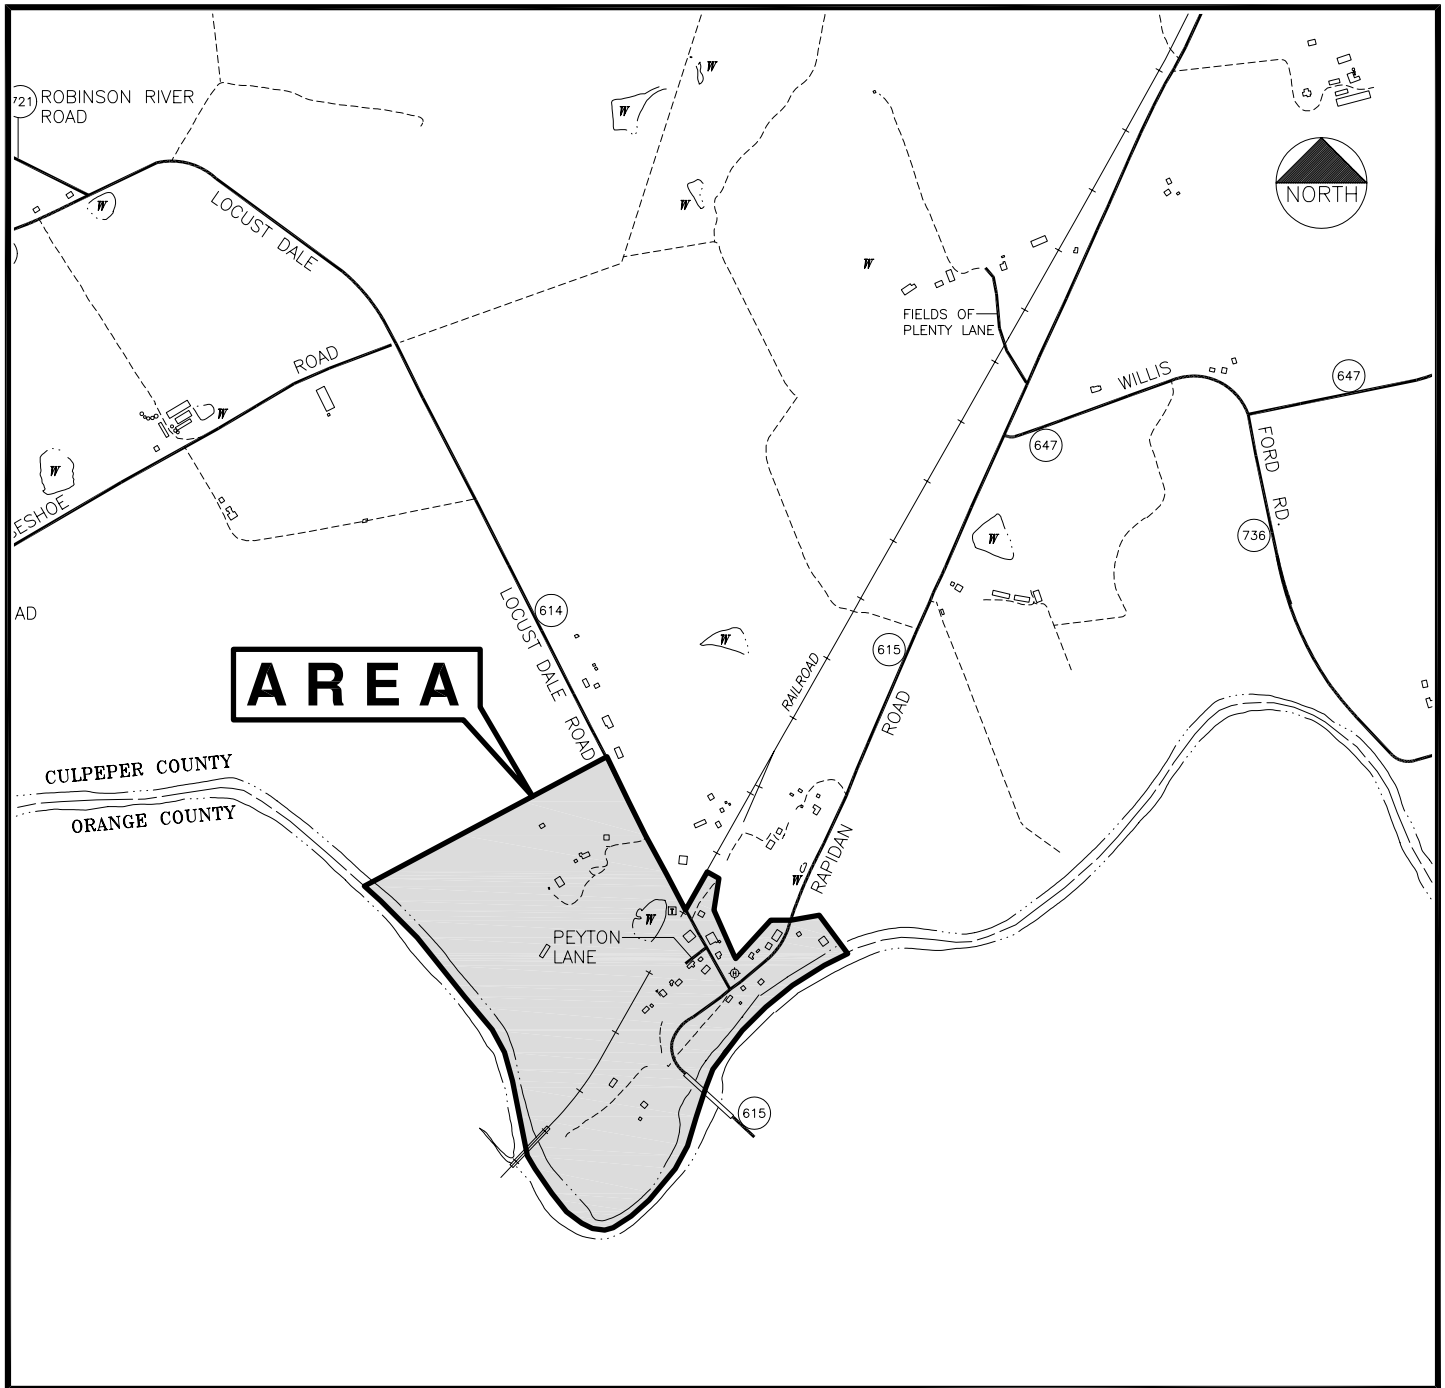 721
ROBINSON RIVER
ROAD
W
W
W
W
W
NORTH
LOCUST DALE
W
FIELDS OF
PLENTY LANE
ROAD
WILLIS
647
647
W
FORD RD.
W
ESHOE
736
W
AD
LOCUST DALE ROAD
614
W
615
RAILROAD
ROAD
AREA
CULPEPER COUNTY
ORANGE COUNTY
RAPIDAN
W
T
W
PEYTON
LANE
615